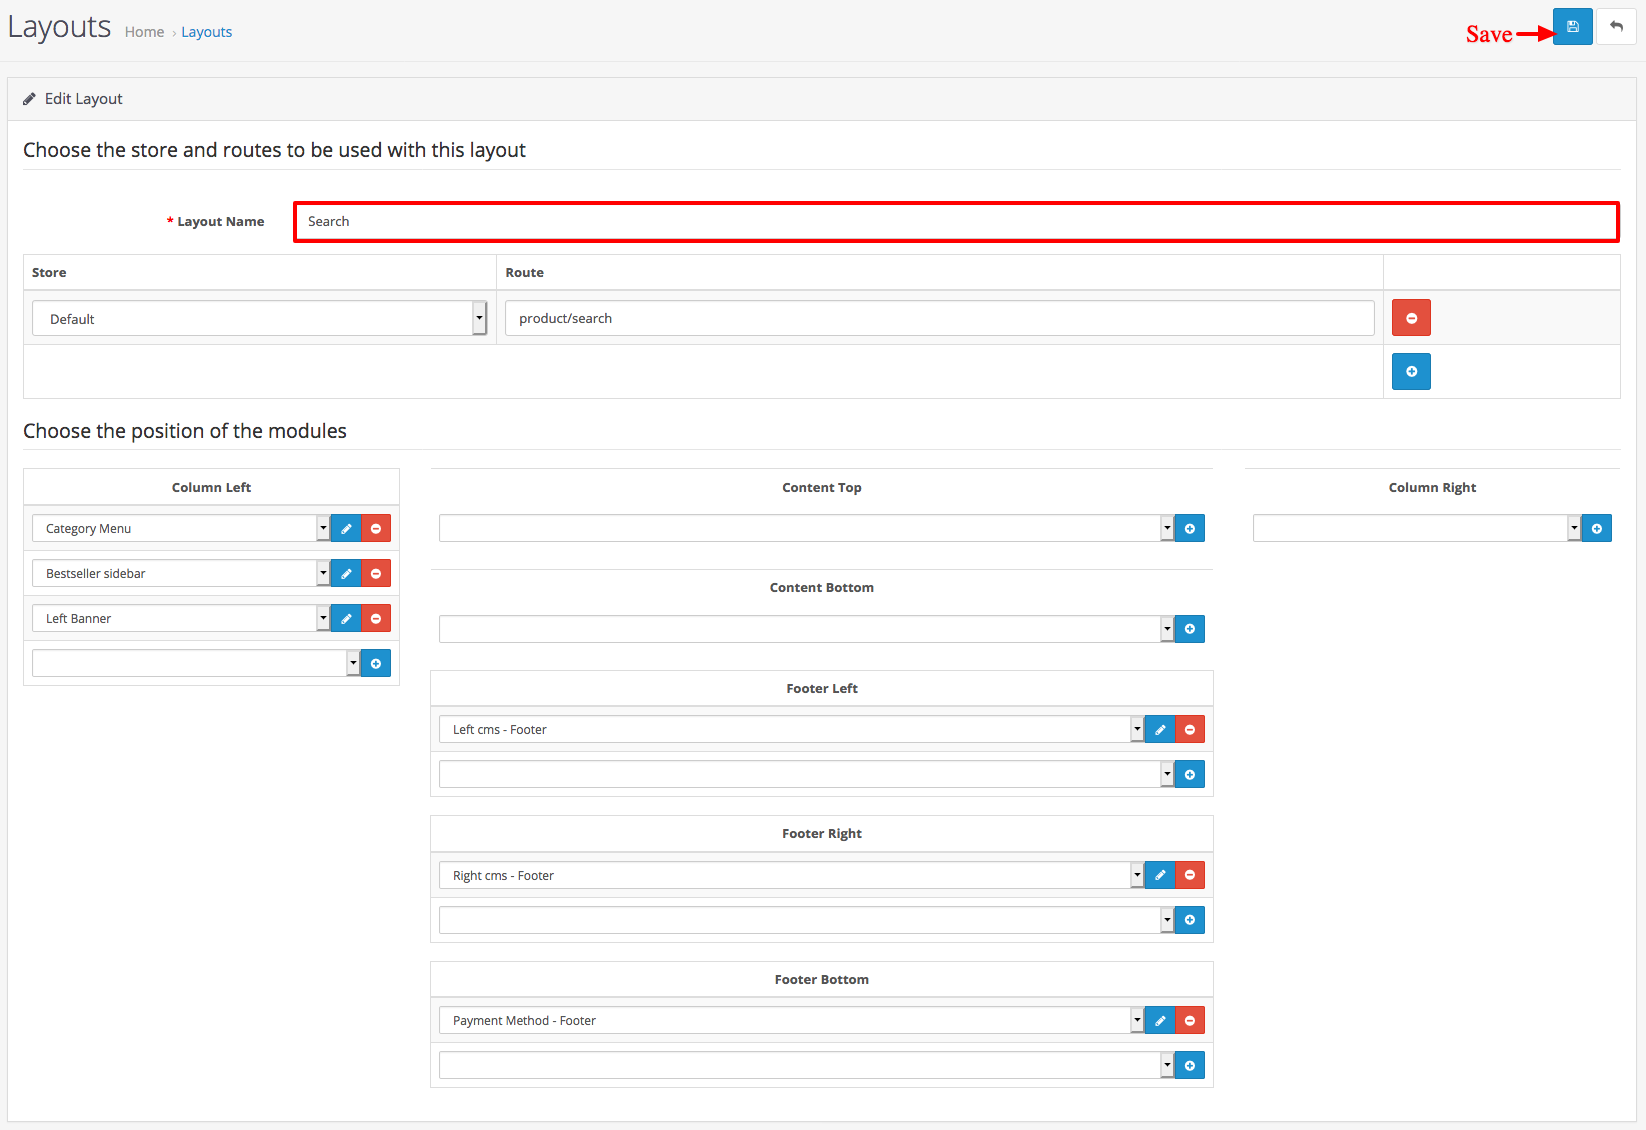 Layouts Home › Layouts
Save
Edit Layout
Choose the store and routes to be used with this layout
* Layout Name Search
Store Route
Default product/search
Choose the position of the modules
Column Left
Category Menu
Bestseller sidebar
Left Banner
Content Top
Content Bottom
Footer Left
Left cms - Footer
Footer Right
Right cms - Footer
Footer Bottom
Payment Method - Footer
Column Right